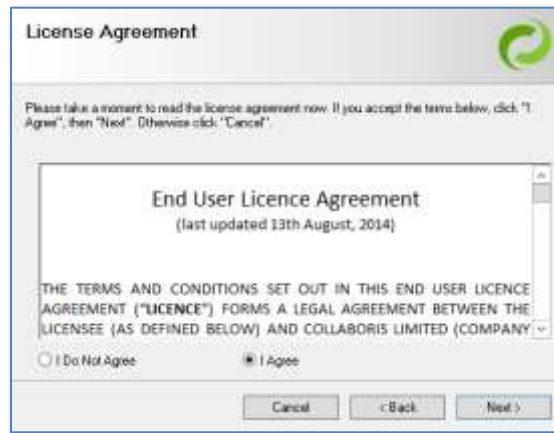 License Agreement
Please take a moment to read the license agreement now. If you accept the terms below, click "I
Agree", then "Next". Otherwise click "Cancel".
End User Licence Agreement
(last updated 13th August, 2014)
THE TERMS AND CONDITIONS SET OUT IN THIS END USER LICENCE
AGREEMENT ("LICENCE") FORMS A LEGAL AGREEMENT BETWEEN THE
LICENSEE (AS DEFINED BELOW) AND COLLABORIS LIMITED (COMPANY
I Do Not Agree I Agree
Cancel < Back Next >